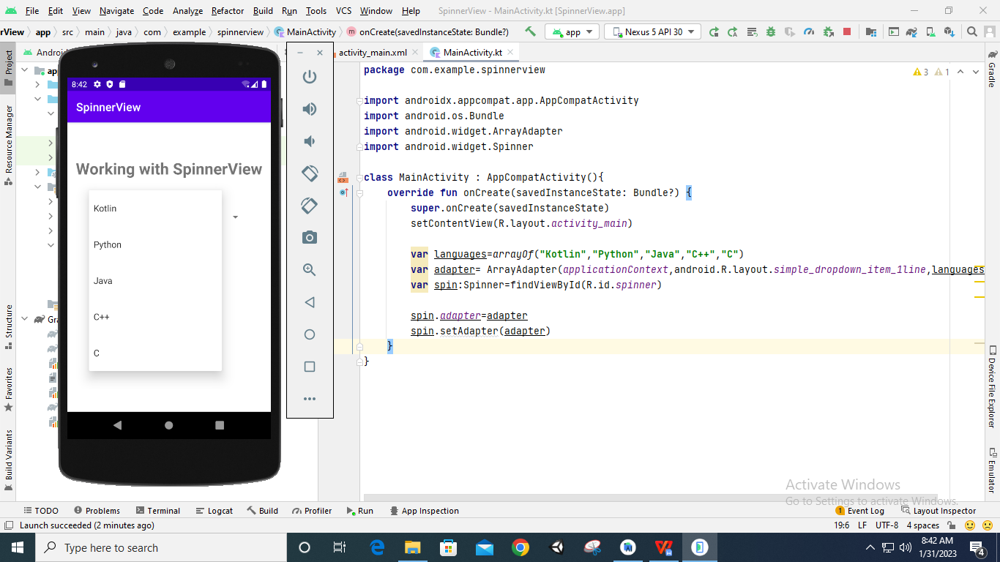 File Edit View Navigate Code Analyze Refactor Build Run Tools VCS Window Help SpinnerView - MainActivity.kt [SpinnerView.app]
rView app src main java com example spinnerview MainActivity onCreate(savedInstanceState: Bundle?) app Nexus 5 API 30
Project
Resource Manager
Structure
Favorites
Build Variants
Androi
app
Gra
8:42
SpinnerView
Working with SpinnerView
Kotlin
Python
Java
C++
C
activity_main.xml MainActivity.kt
package com.example.spinnerview
3 1
import androidx.appcompat.app.AppCompatActivity
import android.os.Bundle
import android.widget.ArrayAdapter
import android.widget.Spinner
class MainActivity : AppCompatActivity(){
override fun onCreate(savedInstanceState: Bundle?) {
super.onCreate(savedInstanceState)
setContentView(R.layout.activity_main)
var languages=arrayOf("Kotlin","Python","Java","C++","C")
var adapter= ArrayAdapter(applicationContext,android.R.layout.simple_dropdown_item_1line,languages
var spin:Spinner=findViewById(R.id.spinner)
spin.adapter=adapter
spin.setAdapter(adapter)
}
}
Gradle
Device File Explorer
Emulator
Activate Windows
Go to Settings to activate Windows.
TODO Problems Terminal Logcat Build Profiler Run App Inspection 1 Event Log Layout Inspector
Launch succeeded (2 minutes ago) 19:6 LF UTF-8 4 spaces
Type here to search
8:42 AM
1/31/2023
4